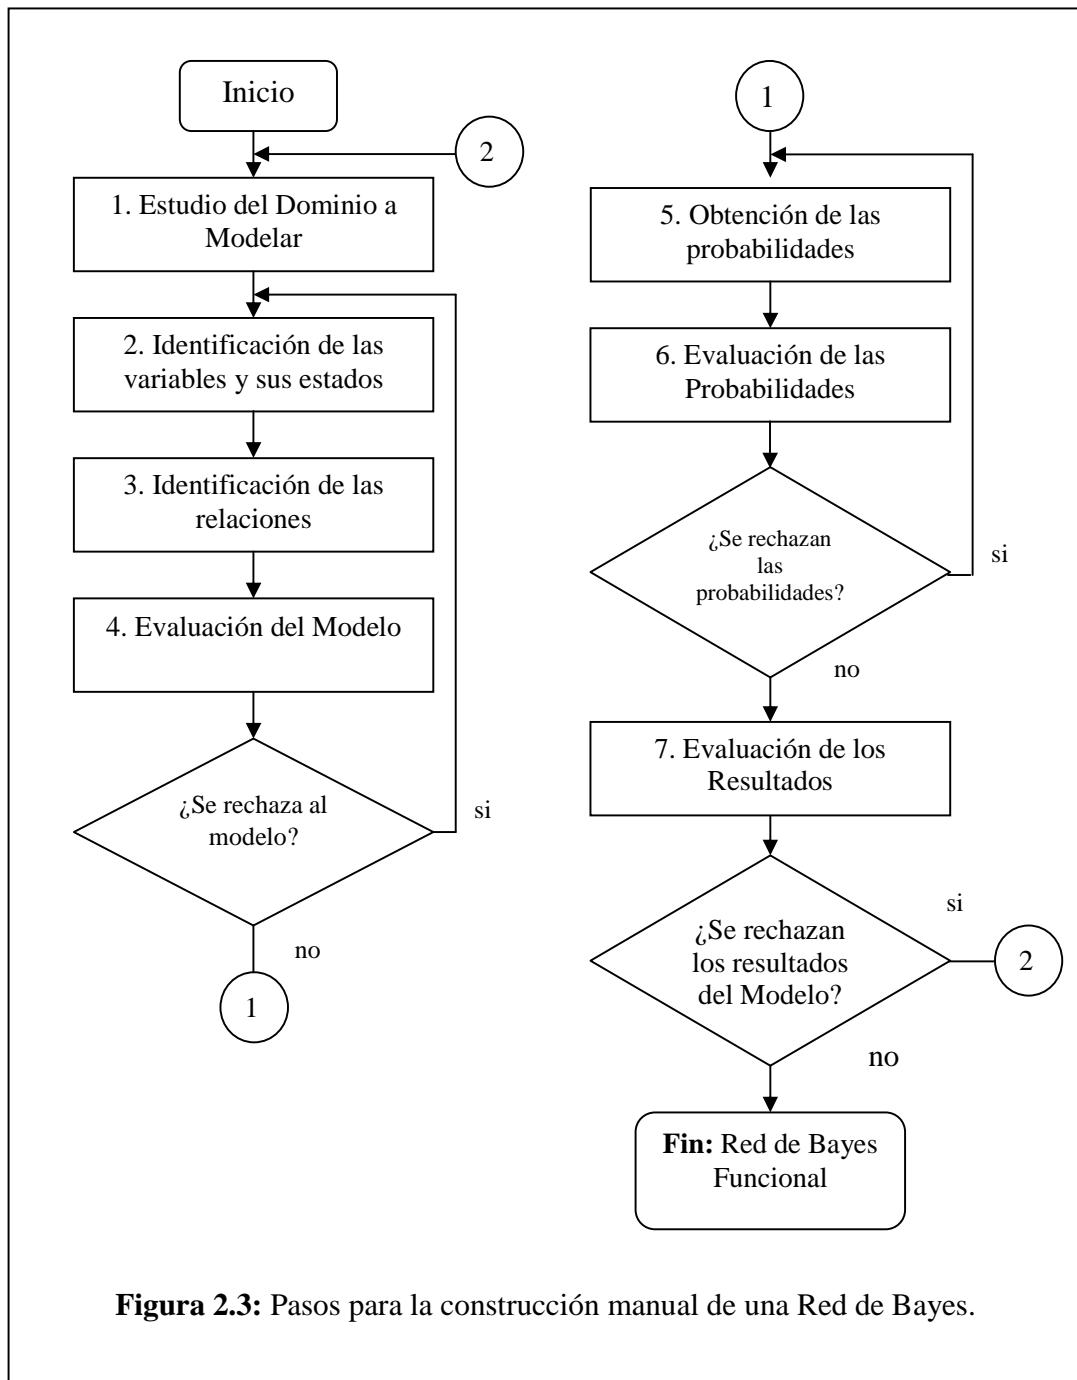 Inicio
2
1. Estudio del Dominio a
Modelar
2. Identificación de las
variables y sus estados
3. Identificación de las
relaciones
4. Evaluación del Modelo
¿Se rechaza al
modelo?
si
no
1
1
5. Obtención de las
probabilidades
6. Evaluación de las
Probabilidades
¿Se rechazan
las
probabilidades?
si
no
7. Evaluación de los
Resultados
¿Se rechazan
los resultados
del Modelo?
si
2
no
Fin: Red de Bayes
Funcional
Figura 2.3: Pasos para la construcción manual de una Red de Bayes.